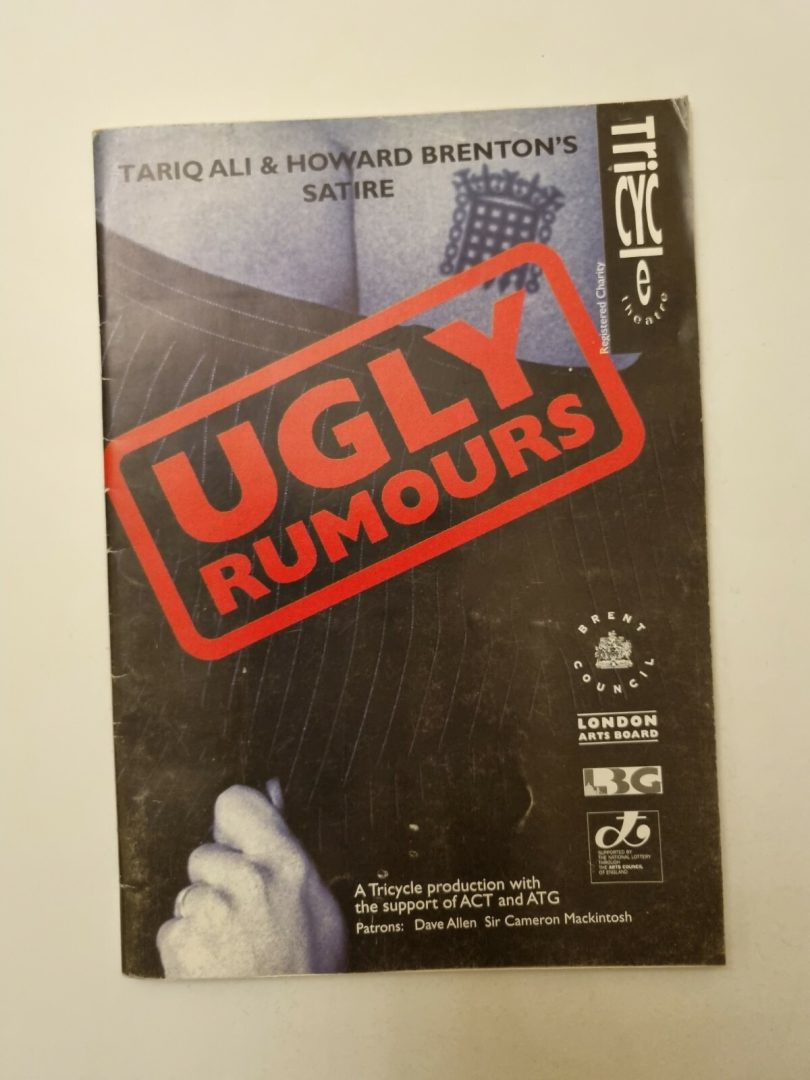 TARIQ ALI & HOWARD BRENTON'S
SATIRE
Tricycle
theatre
Registered Charity
UGLY
RUMOURS
BRENT
COUNCIL
LONDON
ARTS BOARD
LBG
SUPPORTED BY
THE NATIONAL LOTTERY
THROUGH
THE ARTS COUNCIL
OF ENGLAND
A Tricycle production with
the support of ACT and ATG
Patrons: Dave Allen Sir Cameron Mackintosh